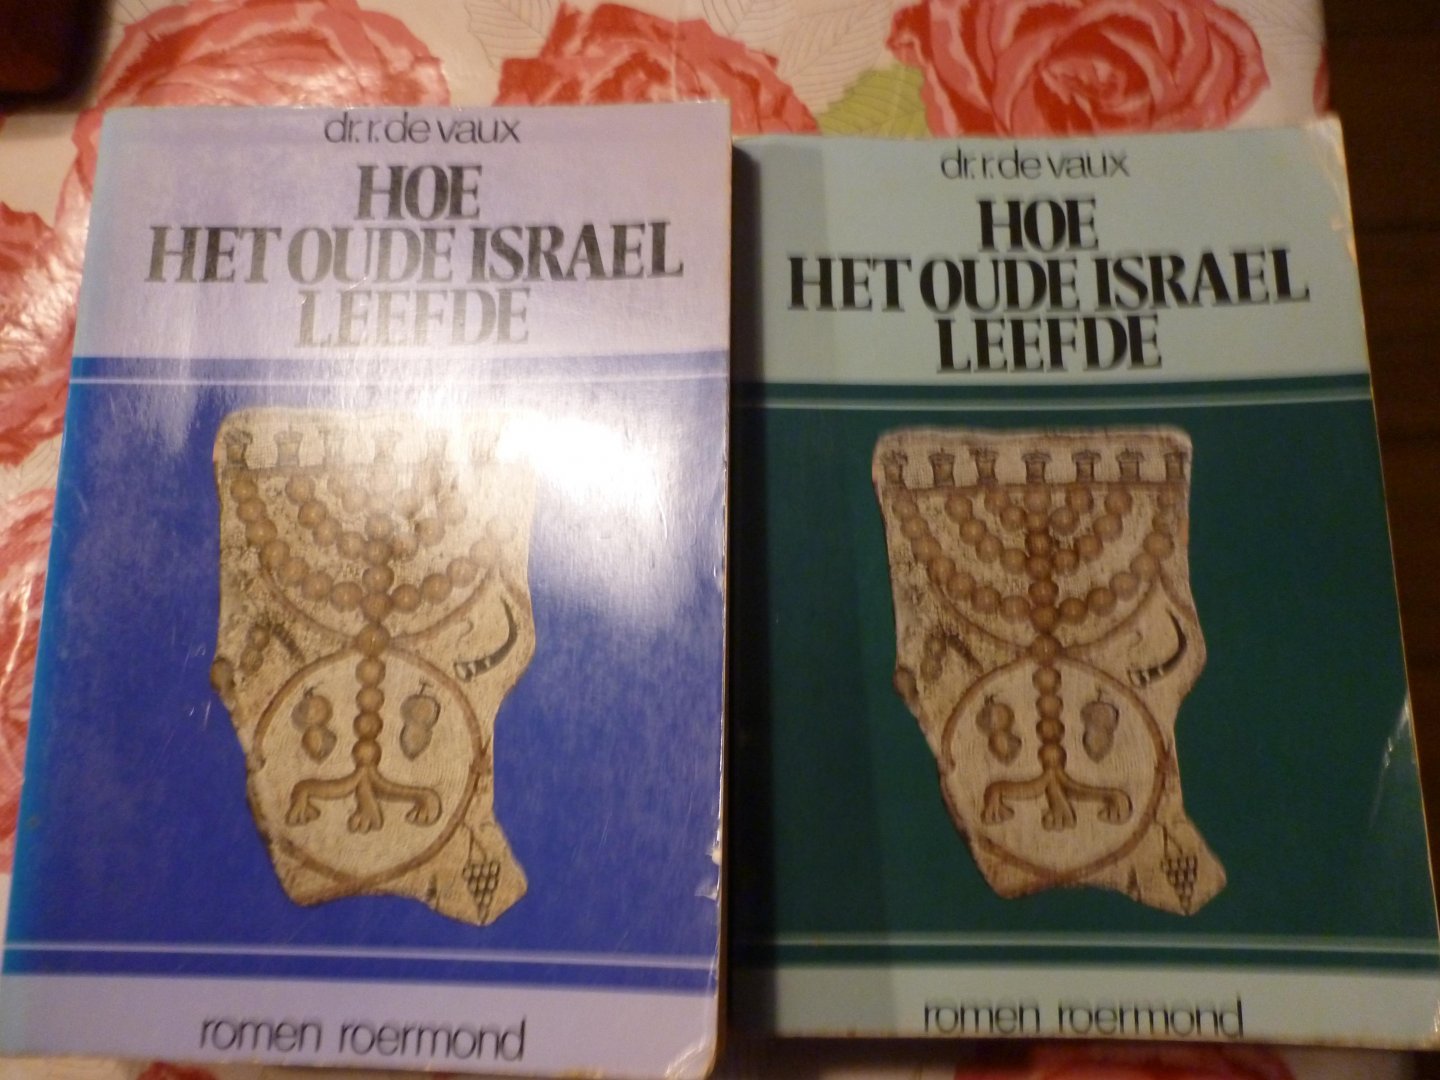 dr. r. de vaux
HOE
HET OUDE ISRAEL
LEEFDE
romen roermond
dr. r. de vaux
HOE
HET OUDE ISRAEL
LEEFDE
romen roermond